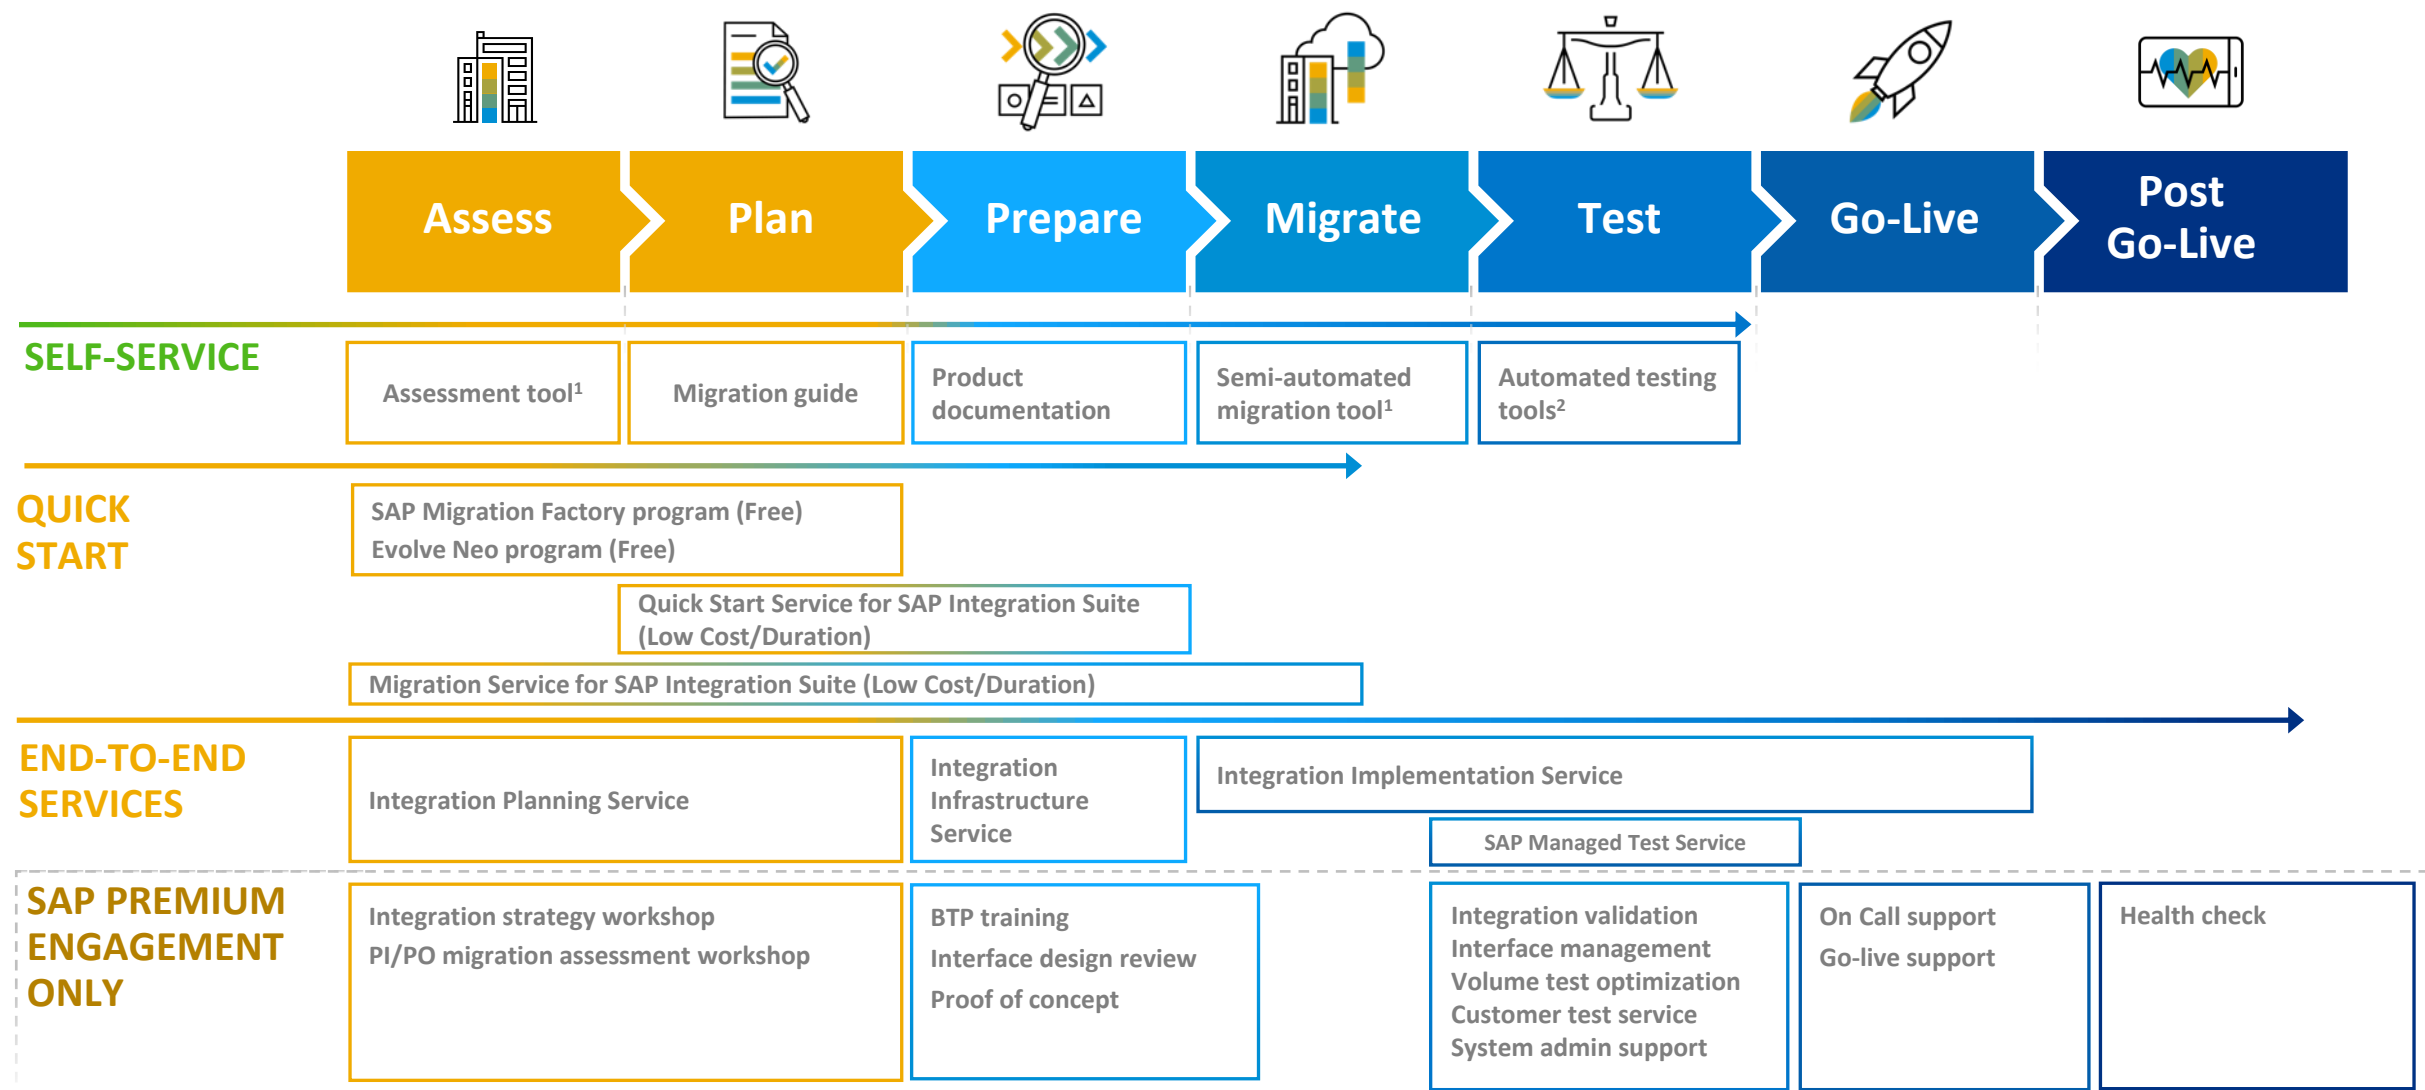 Assess
Plan
Prepare
Migrate
Test
Go-Live
Post
Go-Live
SELF-SERVICE
Assessment tool¹
Migration guide
Product
documentation
Semi-automated
migration tool¹
Automated testing
tools²
QUICK
START
SAP Migration Factory program (Free)
Evolve Neo program (Free)
Quick Start Service for SAP Integration Suite
(Low Cost/Duration)
Migration Service for SAP Integration Suite (Low Cost/Duration)
END-TO-END
SERVICES
Integration Planning Service
Integration
Infrastructure
Service
Integration Implementation Service
SAP Managed Test Service
SAP PREMIUM
ENGAGEMENT
ONLY
Integration strategy workshop
PI/PO migration assessment workshop
BTP training
Interface design review
Proof of concept
Integration validation
Interface management
Volume test optimization
Customer test service
System admin support
On Call support
Go-live support
Health check